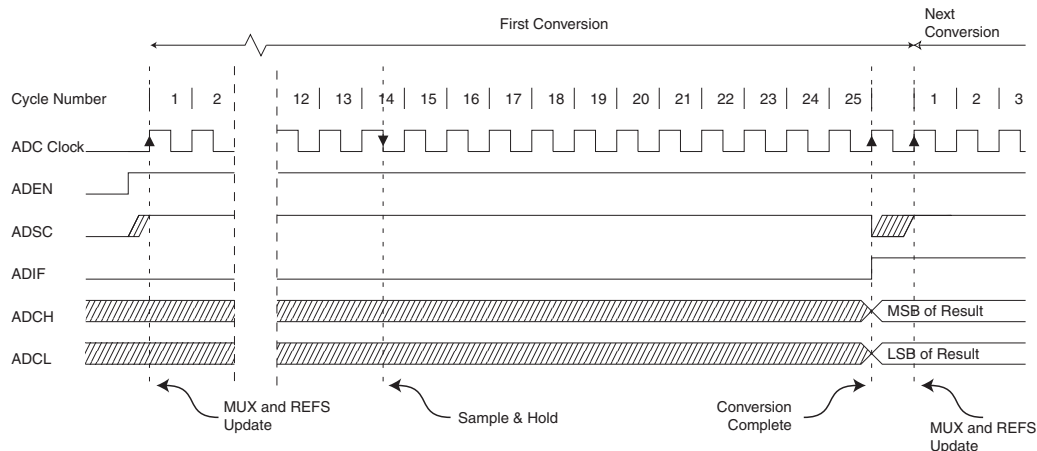 First Conversion
Next
Conversion
Cycle Number 1 2 12 13 14 15 16 17 18 19 20 21 22 23 24 25 1 2 3
ADC Clock
ADEN
ADSC
ADIF
ADCH MSB of Result
ADCL LSB of Result
MUX and REFS
Update
Sample & Hold
Conversion
Complete
MUX and REFS
Update